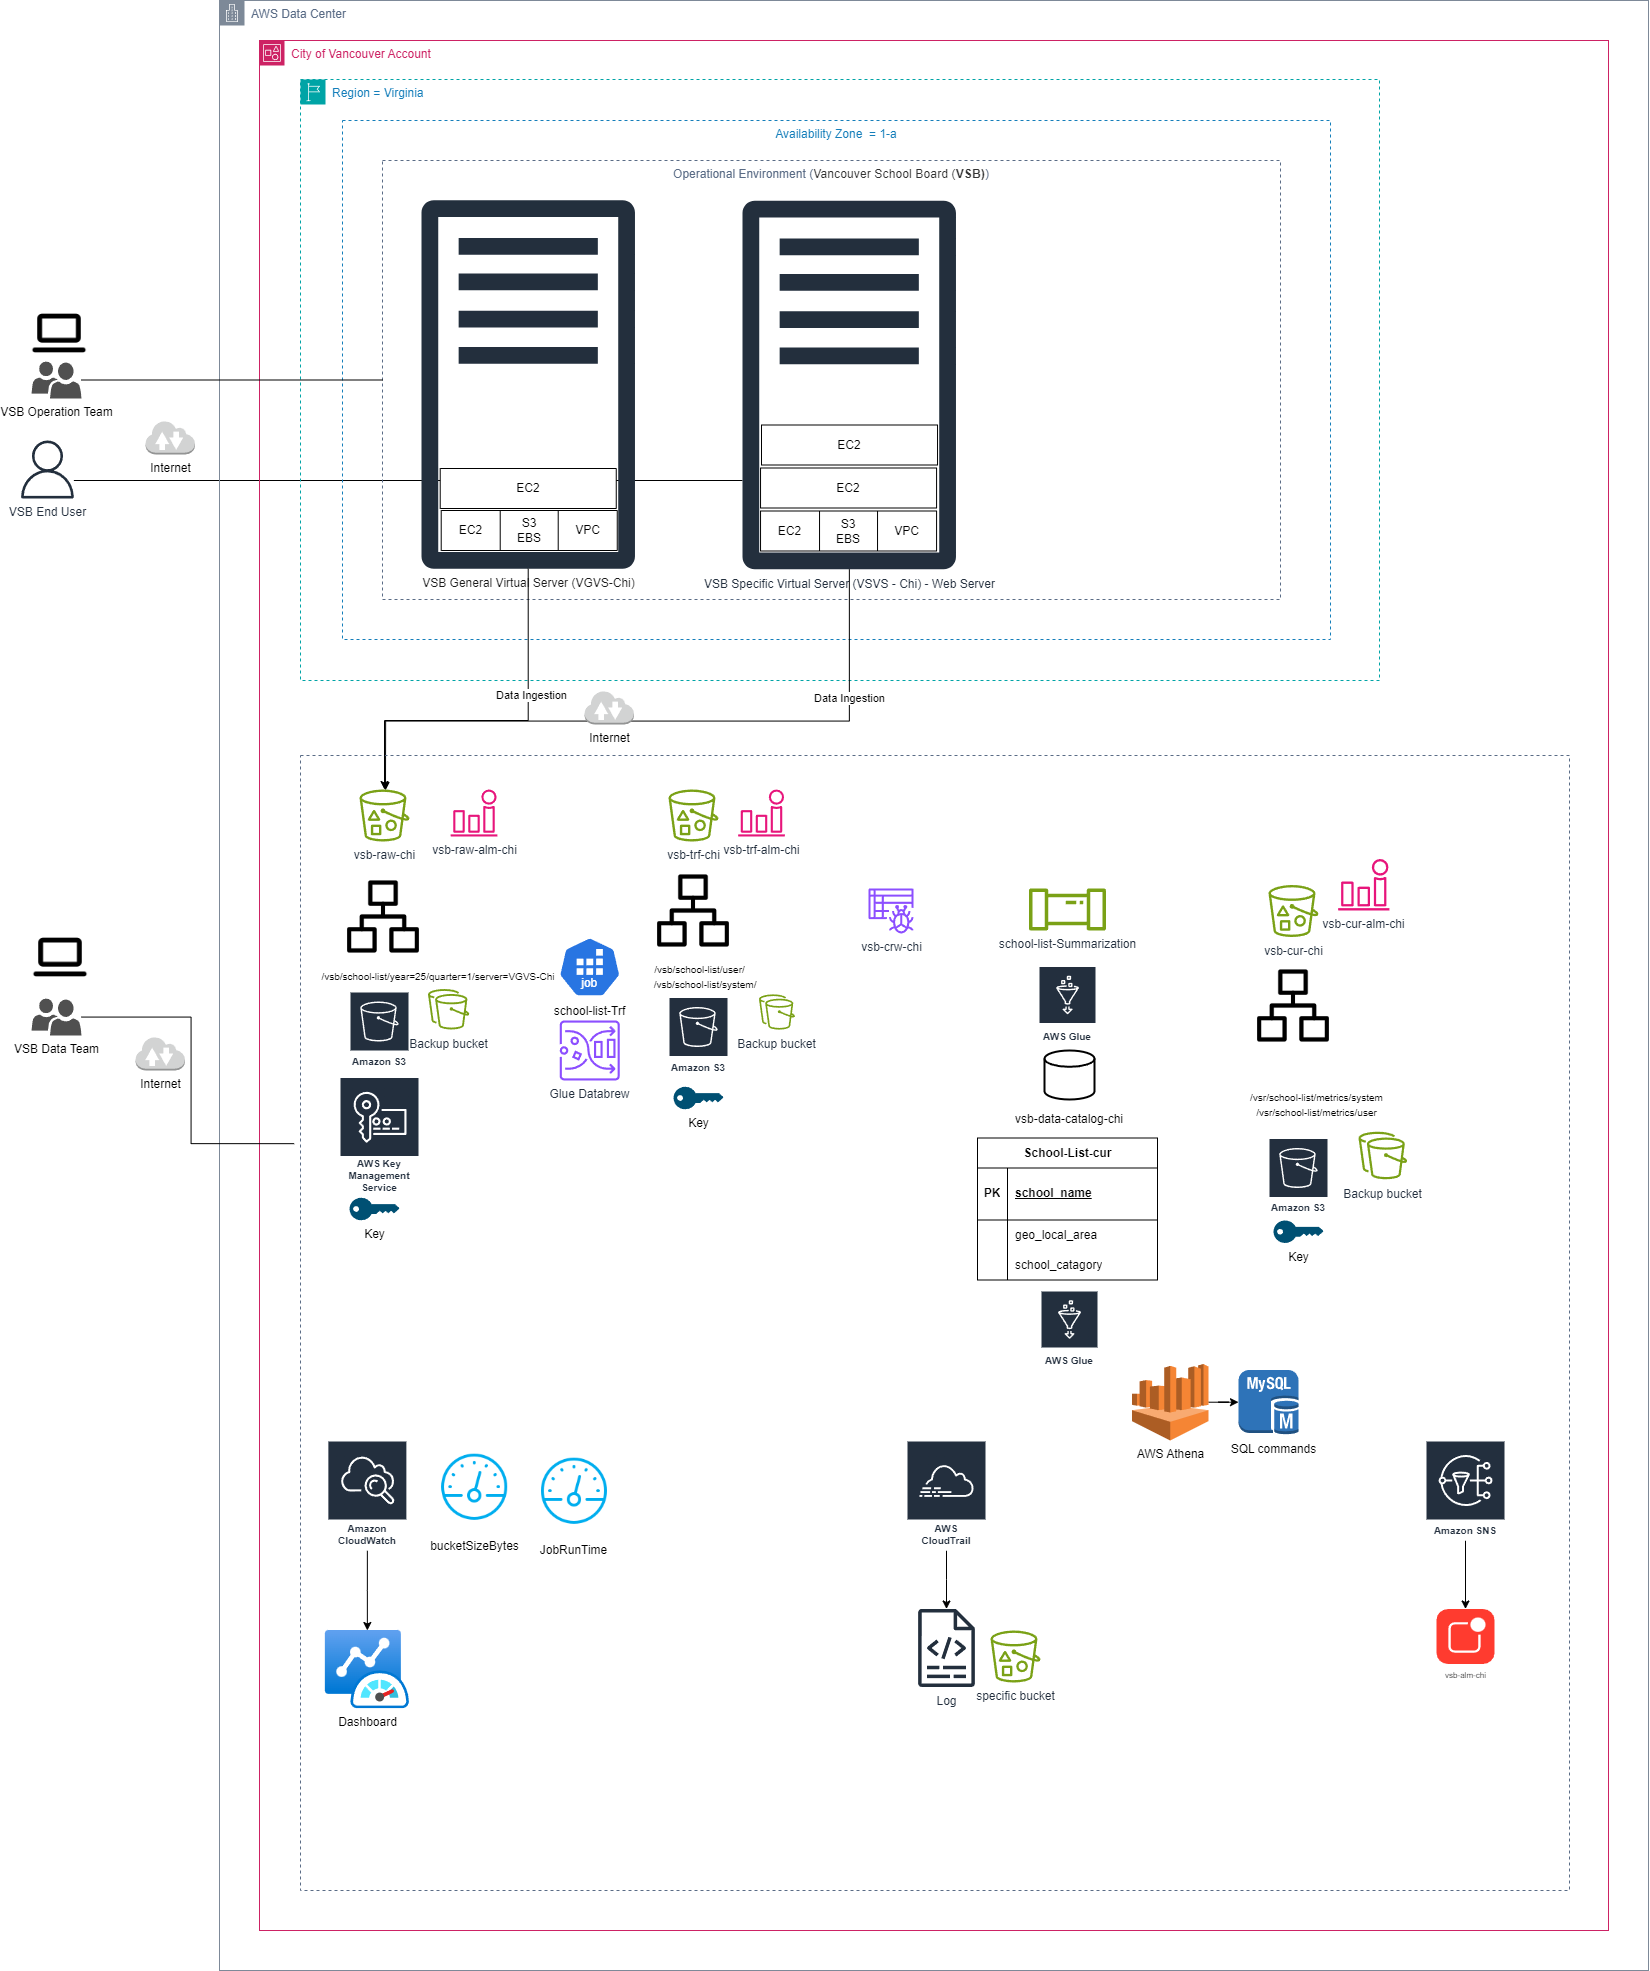 AWS Data Center
City of Vancouver Account
Region = Virginia
Availability Zone = 1-a
Operational Environment (Vancouver School Board (VSB))
VSB Operation Team
Internet
VSB End User
EC2
EC2
S3
EBS
VPC
VSB General Virtual Server (VGVS-Chi)
EC2
EC2
EC2
S3
EBS
VPC
VSB Specific Virtual Server (VSVS - Chi) - Web Server
Data Ingestion
Data Ingestion
Internet
vsb-raw-chi
vsb-raw-alm-chi
vsb-trf-chi
vsb-trf-alm-chi
vsb-crw-chi
school-list-Summarization
vsb-cur-chi
vsb-cur-alm-chi
/vsb/school-list/year=25/quarter=1/server=VGVS-Chi
job
school-list-Trf
/vsb/school-list/user/
/vsb/school-list/system/
Amazon S3
Backup bucket
Glue Databrew
Amazon S3
Backup bucket
AWS Glue
VSB Data Team
Internet
AWS Key
Management
Service
Key
Key
vsb-data-catalog-chi
/vsr/school-list/metrics/system
/vsr/school-list/metrics/user
School-List-cur
PK
school_name
geo_local_area
school_catagory
Amazon S3
Backup bucket
Key
AWS Glue
AWS Athena
MySQL
M
SQL commands
Amazon
CloudWatch
bucketSizeBytes
JobRunTime
AWS
CloudTrail
Amazon SNS
Dashboard
</>
Log
specific bucket
vsb-alm-chi